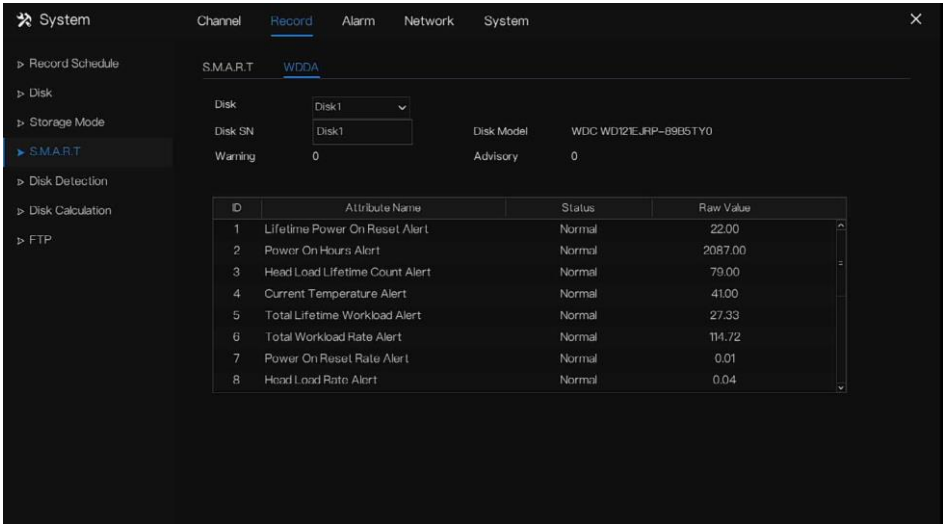 System Channel Record Alarm Network System
Record Schedule
Disk
Storage Mode
S.M.A.R.T
Disk Detection
Disk Calculation
FTP
S.M.A.R.T WDDA
Disk Disk1
Disk SN Disk1 Disk Model WDC WD121EJRP-89B5TY0
Warning 0 Advisory 0
ID Attribute Name Status Raw Value
1 Lifetime Power On Reset Alert Normal 22.00
2 Power On Hours Alert Normal 2087.00
3 Head Load Lifetime Count Alert Normal 79.00
4 Current Temperature Alert Normal 41.00
5 Total Lifetime Workload Alert Normal 27.33
6 Total Workload Rate Alert Normal 114.72
7 Power On Reset Rate Alert Normal 0.01
8 Head Load Rate Alert Normal 0.04